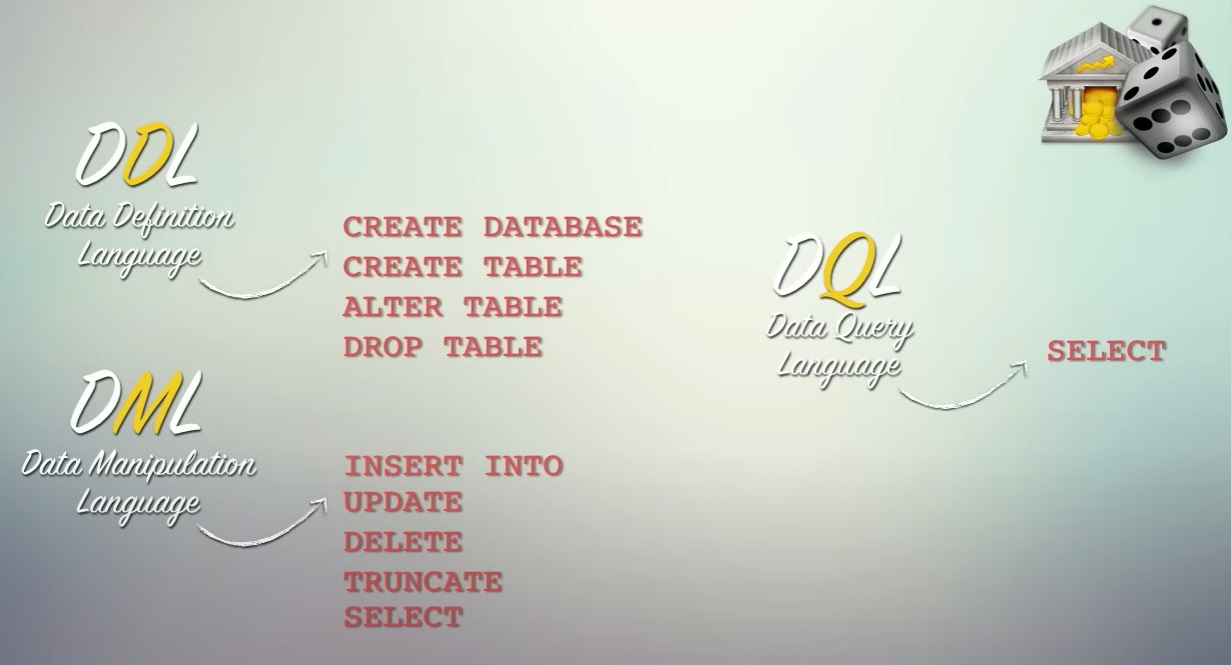 DDL
Data Definition
Language
CREATE DATABASE
CREATE TABLE
ALTER TABLE
DROP TABLE
DML
Data Manipulation
Language
INSERT INTO
UPDATE
DELETE
TRUNCATE
SELECT
DQL
Data Query
Language
SELECT